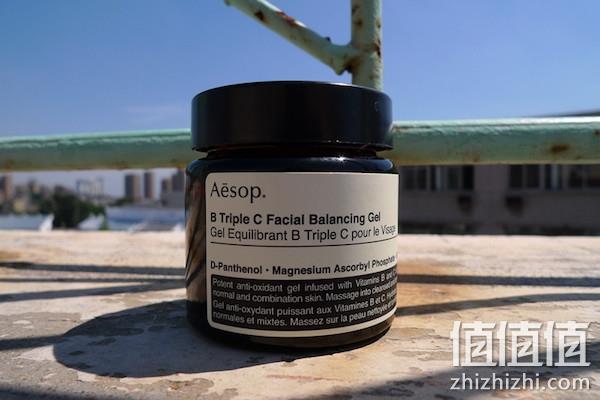 Aēsop.
B Triple C Facial Balancing Gel
Gel Equilibrant B Triple C pour le Visage
D-Panthenol • Magnesium Ascorbyl Phosphate
Potent anti-oxidant gel infused with Vitamins B and
normal and combination skin. Massage into cleansed
Gel anti-oxydant puissant aux Vitamines B et C.
normales et mixtes. Massez sur la peau nettoyée
值值值
zhizhizhi.com